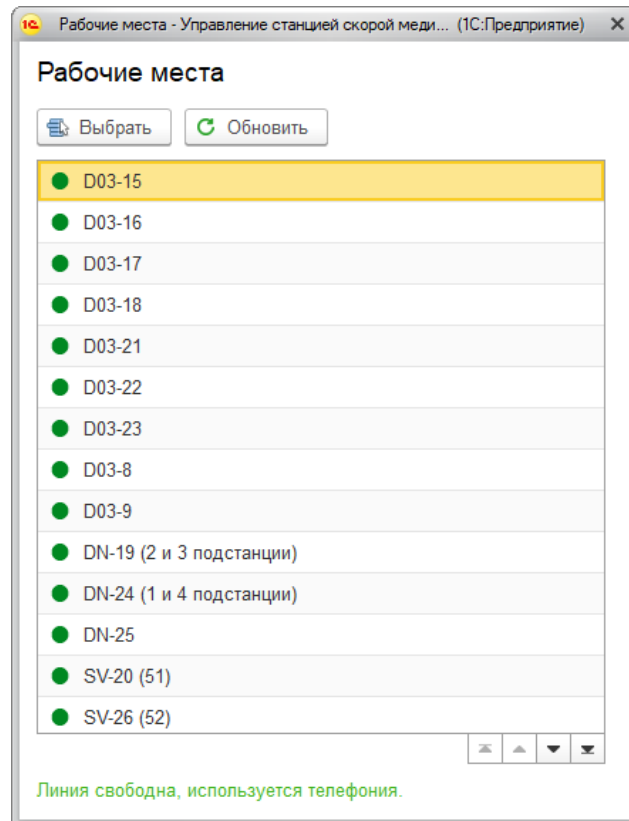 1С Рабочие места - Управление станцией скорой меди... (1С:Предприятие)
Рабочие места
Выбрать Обновить
D03-15
D03-16
D03-17
D03-18
D03-21
D03-22
D03-23
D03-8
D03-9
DN-19 (2 и 3 подстанции)
DN-24 (1 и 4 подстанции)
DN-25
SV-20 (51)
SV-26 (52)
Линия свободна, используется телефония.